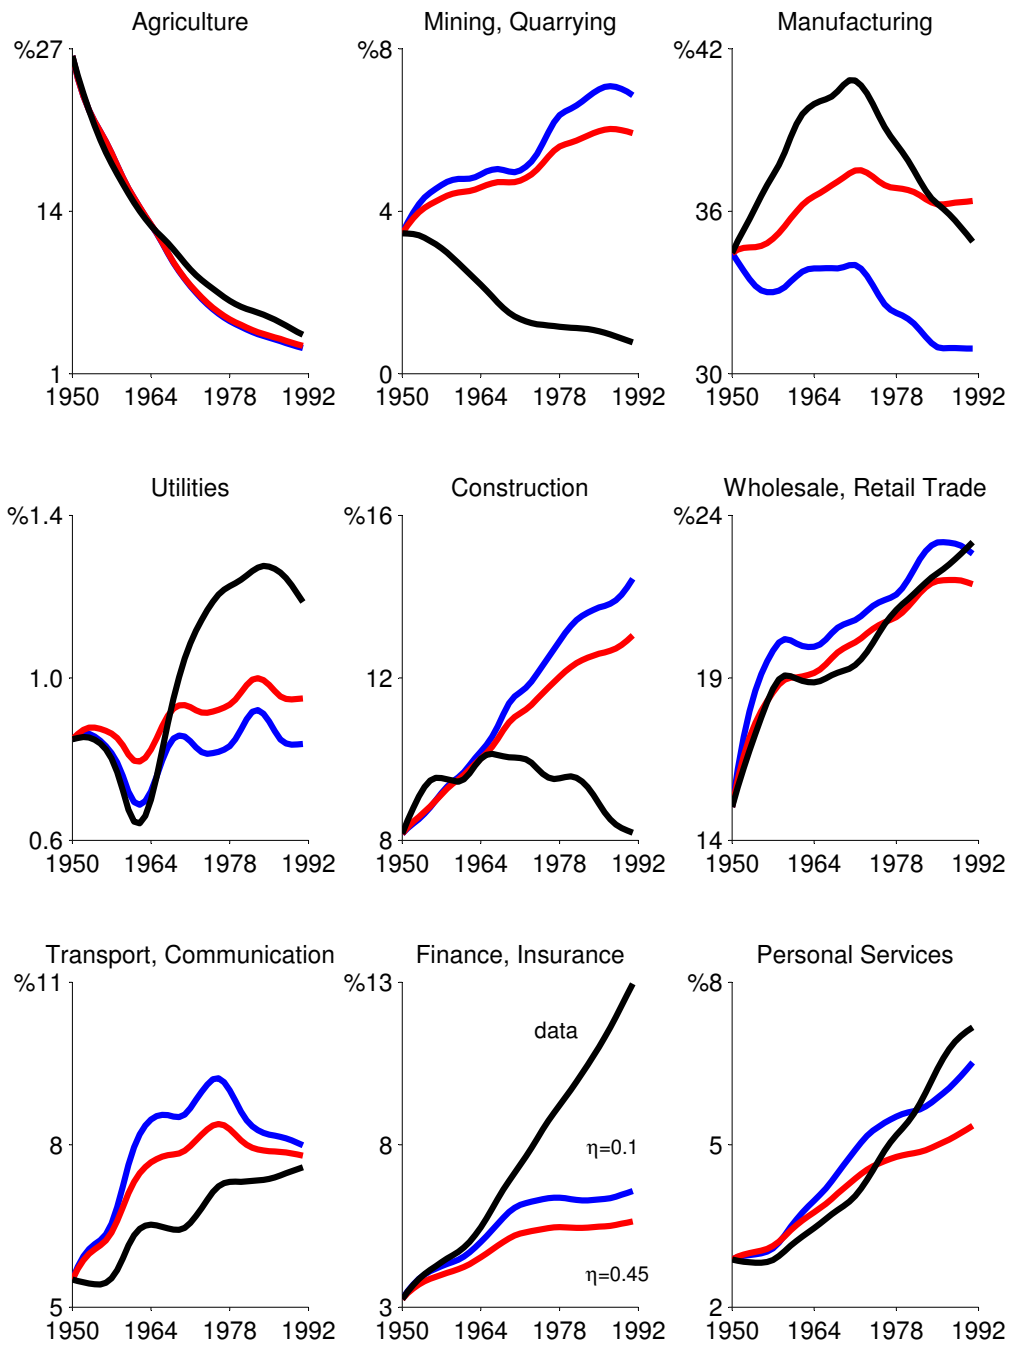 Agriculture
Mining, Quarrying
Manufacturing
%27
14
1
1950 1964 1978 1992
%8
4
0
1950 1964 1978 1992
%42
36
30
1950 1964 1978 1992
Utilities
Construction
Wholesale, Retail Trade
%1.4
1.0
0.6
1950 1964 1978 1992
%16
12
8
1950 1964 1978 1992
%24
19
14
1950 1964 1978 1992
Transport, Communication
Finance, Insurance
Personal Services
%11
8
5
1950 1964 1978 1992
%13
data
8
η=0.1
η=0.45
3
1950 1964 1978 1992
%8
5
2
1950 1964 1978 1992